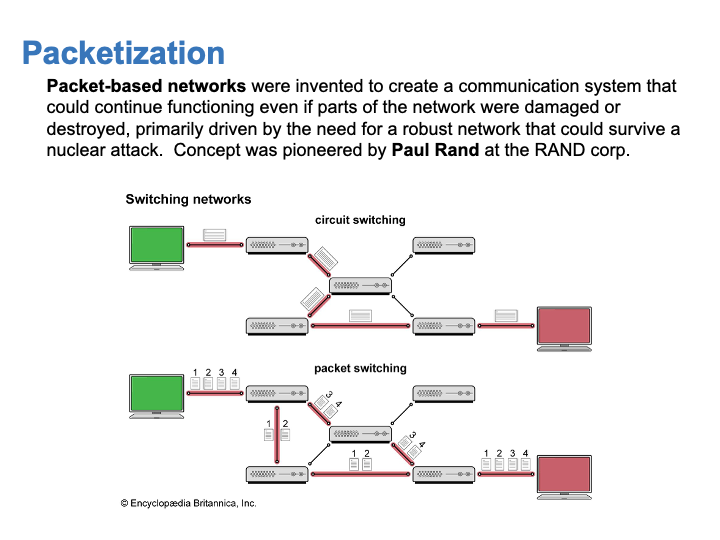 Packetization
Packet-based networks were invented to create a communication system that
could continue functioning even if parts of the network were damaged or
destroyed, primarily driven by the need for a robust network that could survive a
nuclear attack.  Concept was pioneered by Paul Rand at the RAND corp.
Switching networks
circuit switching
packet switching
1 2 3 4
3 4
1 2
3 4
1 2
1 2 3 4
© Encyclopædia Britannica, Inc.